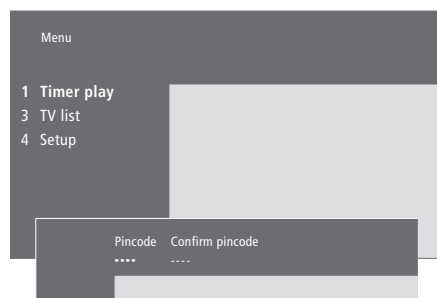 Menu
1 Timer play
3 TV list
4 Setup
Pincode Confirm pincode
---- ----